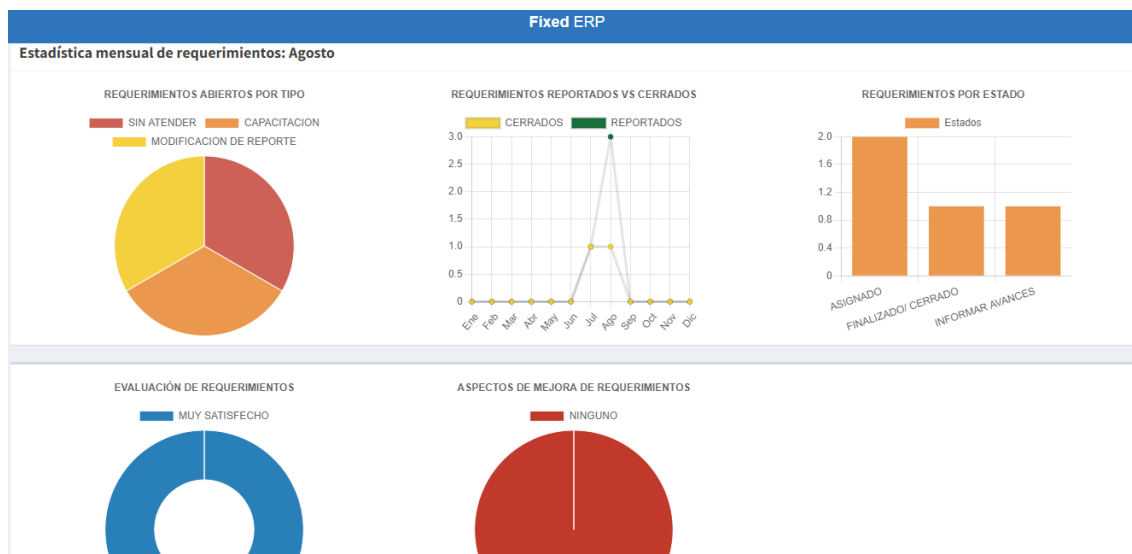 Fixed ERP
Estadística mensual de requerimientos: Agosto
REQUERIMIENTOS ABIERTOS POR TIPO
SIN ATENDER CAPACITACION
MODIFICACION DE REPORTE
REQUERIMIENTOS REPORTADOS VS CERRADOS
CERRADOS REPORTADOS
3.0
2.5
2.0
1.5
1.0
0.5
0
Ene Feb Mar Abr May Jun Jul Ago Sep Oct Nov Dic
REQUERIMIENTOS POR ESTADO
Estados
2.0
1.6
1.2
0.8
0.4
0
ASIGNADO
FINALIZADO/ CERRADO
INFORMAR AVANCES
EVALUACIÓN DE REQUERIMIENTOS
MUY SATISFECHO
ASPECTOS DE MEJORA DE REQUERIMIENTOS
NINGUNO